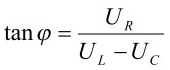 tan φ = U_R / (U_L − U_C)